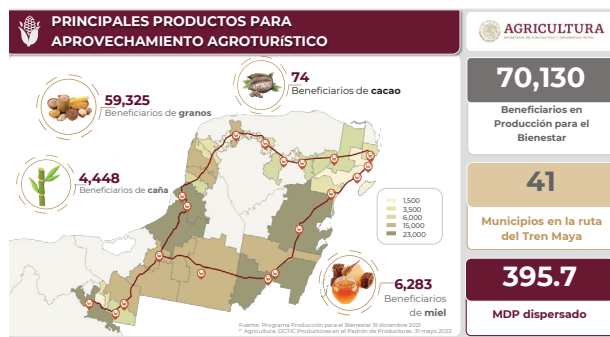 PRINCIPALES PRODUCTOS PARA
APROVECHAMIENTO AGROTURÍSTICO
59,325
Beneficiarios de granos
74
Beneficiarios de cacao
4,448
Beneficiarios de caña
1,500
3,500
6,000
15,000
23,000
6,283
Beneficiarios
de miel
Fuente: Programa Producción para el Bienestar 31 diciembre 2021
* Agricultura, DGTIC Productores en el Padrón de Productores 31 mayo 2022
AGRICULTURA
SECRETARÍA DE AGRICULTURA Y DESARROLLO RURAL
70,130
Beneficiarios en
Producción para el
Bienestar
41
Municipios en la ruta
del Tren Maya
395.7
MDP dispersado